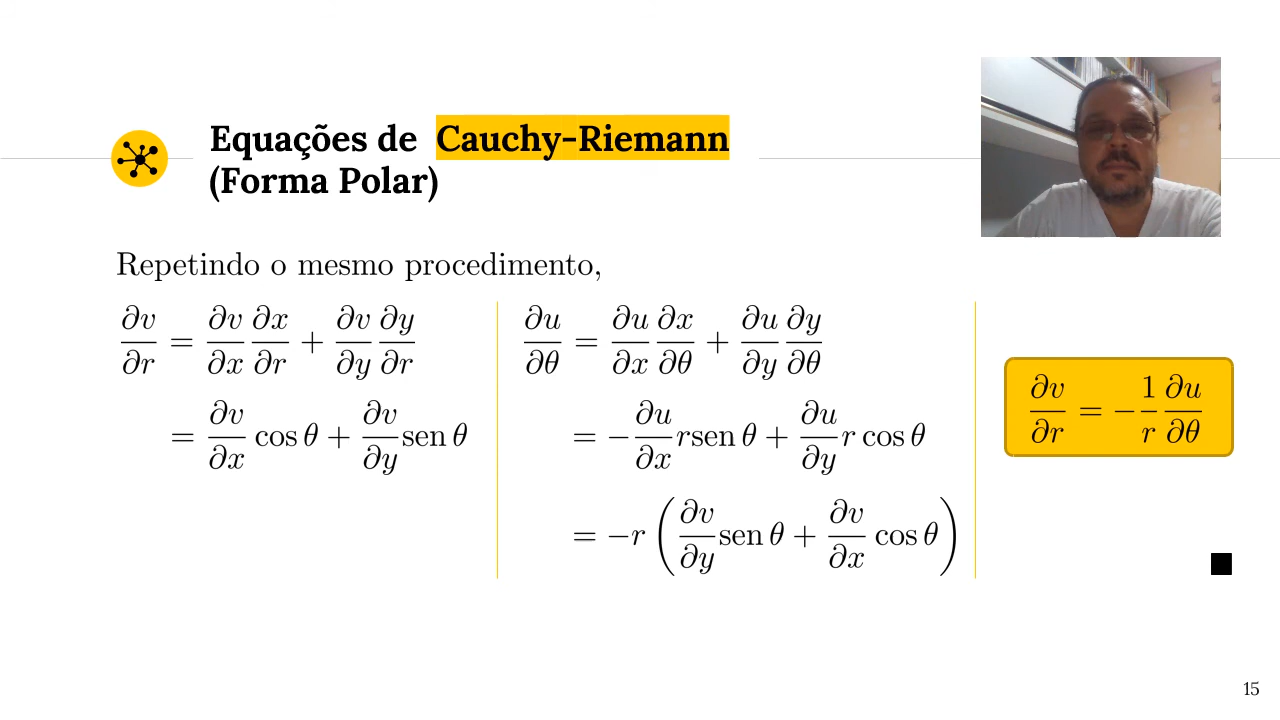 Equações de Cauchy-Riemann
(Forma Polar)
Repetindo o mesmo procedimento,
∂v/∂r = ∂v/∂x ∂x/∂r + ∂v/∂y ∂y/∂r
= ∂v/∂x cos θ + ∂v/∂y sen θ
∂u/∂θ = ∂u/∂x ∂x/∂θ + ∂u/∂y ∂y/∂θ
= −∂u/∂x r sen θ + ∂u/∂y r cos θ
= −r (∂v/∂y sen θ + ∂v/∂x cos θ)
∂v/∂r = −1/r ∂u/∂θ
■
15